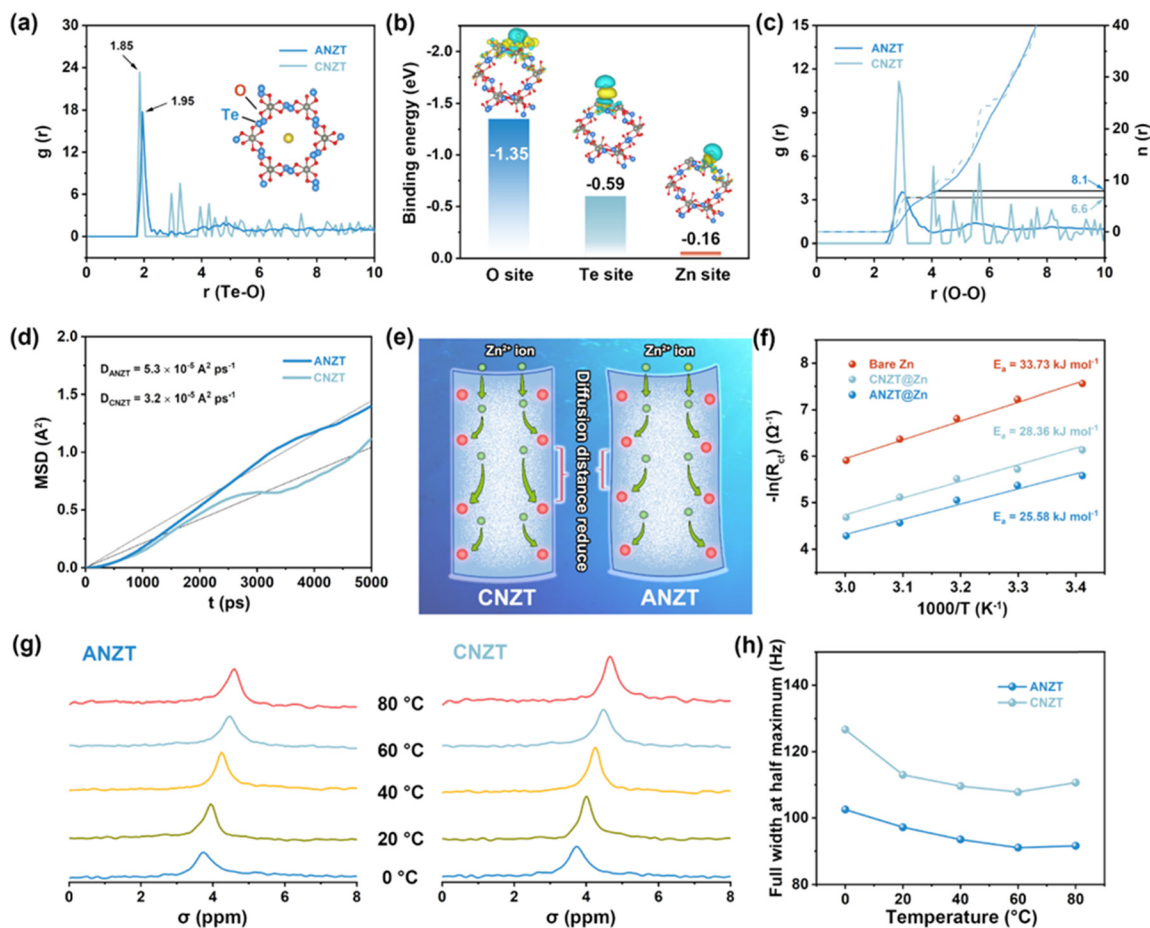 (a)
g (r)
30
24
18
12
6
0
1.85
1.95
ANZT
CNZT
O
Te
0
2
4
6
8
10
r (Te-O)
(b)
Binding energy (eV)
-2.0
-1.5
-1.0
-0.5
0.0
-1.35
-0.59
-0.16
O site
Te site
Zn site
(c)
g (r)
15
12
9
6
3
0
ANZT
CNZT
40
30
20
10
0
n (r)
8.1
6.6
0
2
4
6
8
10
r (O-O)
(d)
MSD (A²)
2.0
1.5
1.0
0.5
0.0
D_ANZT = 5.3 × 10⁻⁵ A² ps⁻¹
D_CNZT = 3.2 × 10⁻⁵ A² ps⁻¹
ANZT
CNZT
0
1000
2000
3000
4000
5000
t (ps)
(e)
Zn²⁺ ion
Zn²⁺ ion
Diffusion distance reduce
CNZT
ANZT
(f)
-ln(R_ct) (Ω⁻¹)
8
7
6
5
4
Bare Zn
CNZT@Zn
ANZT@Zn
E_a = 33.73 kJ mol⁻¹
E_a = 28.36 kJ mol⁻¹
E_a = 25.58 kJ mol⁻¹
3.0
3.1
3.2
3.3
3.4
1000/T (K⁻¹)
(g)
ANZT
CNZT
80 °C
60 °C
40 °C
20 °C
0 °C
0
2
4
6
8
σ (ppm)
0
2
4
6
8
σ (ppm)
(h)
Full width at half maximum (Hz)
140
120
100
80
ANZT
CNZT
0
20
40
60
80
Temperature (°C)